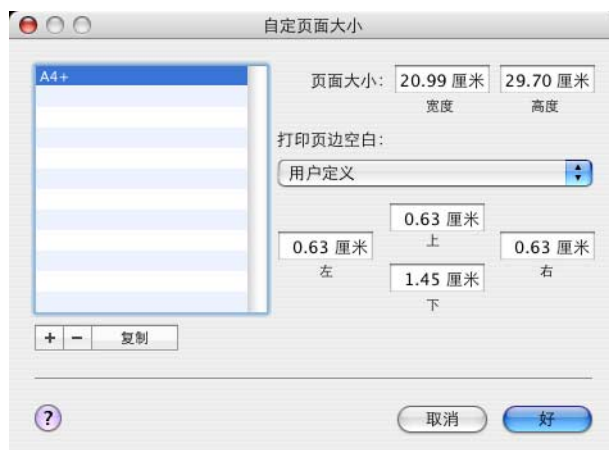 自定页面大小
A4+
页面大小: 20.99 厘米 29.70 厘米
宽度 高度
打印页边空白:
用户定义
0.63 厘米
上
0.63 厘米 0.63 厘米
左 右
1.45 厘米
下
+ − 复制
? 取消 好